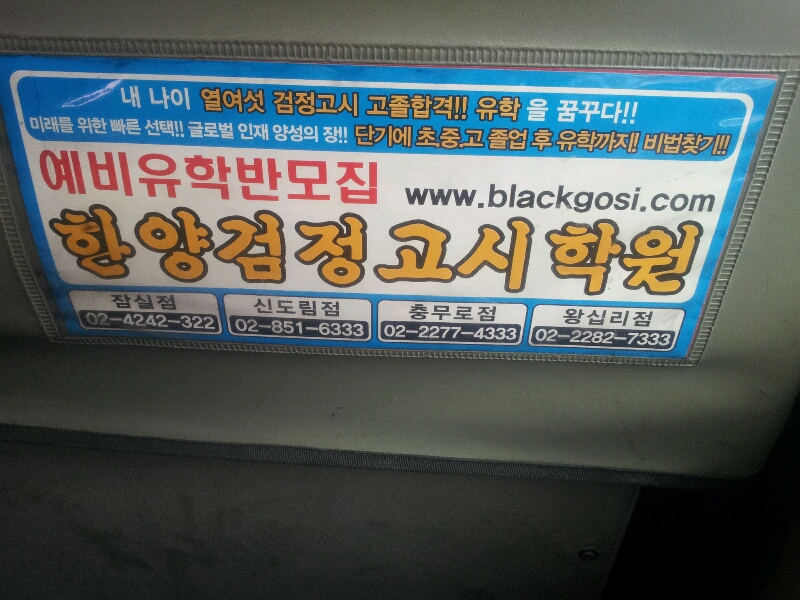 내 나이 열여섯 검정고시 고졸합격!! 유학을 꿈꾸다!!
미래를 위한 빠른 선택!! 글로벌 인재 양성의 장!! 단기에 초.중.고 졸업 후 유학까지! 비법찾기!!
예비유학반모집 www.blackgosi.com
한양검정고시학원
잠실점 신도림점 충무로점 왕십리점
02-4242-322 02-851-6333 02-2277-4333 02-2282-7333